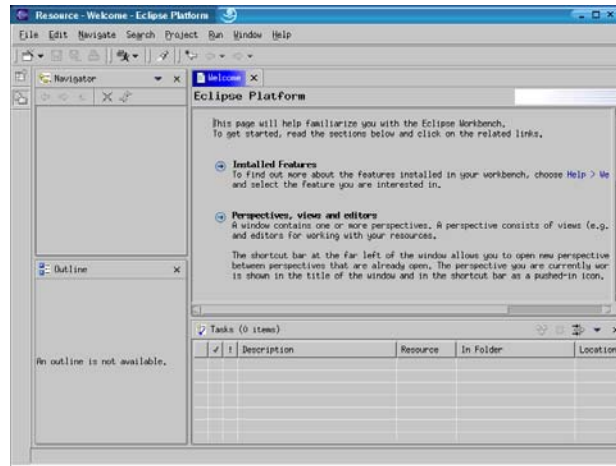 Resource - Welcome - Eclipse Platform
File Edit Navigate Search Project Run Window Help
Navigator
Welcome
Eclipse Platform
This page will help familiarize you with the Eclipse Workbench.
To get started, read the sections below and click on the related links.
Installed Features
To find out more about the features installed in your workbench, choose Help > We
and select the feature you are interested in.
Perspectives, views and editors
A window contains one or more perspectives. A perspective consists of views (e.g.
and editors for working with your resources.
The shortcut bar at the far left of the window allows you to open new perspective
between perspectives that are already open. The perspective you are currently wor
is shown in the title of the window and in the shortcut bar as a pushed-in icon.
Outline
An outline is not available.
Tasks (0 items)
! Description Resource In Folder Location